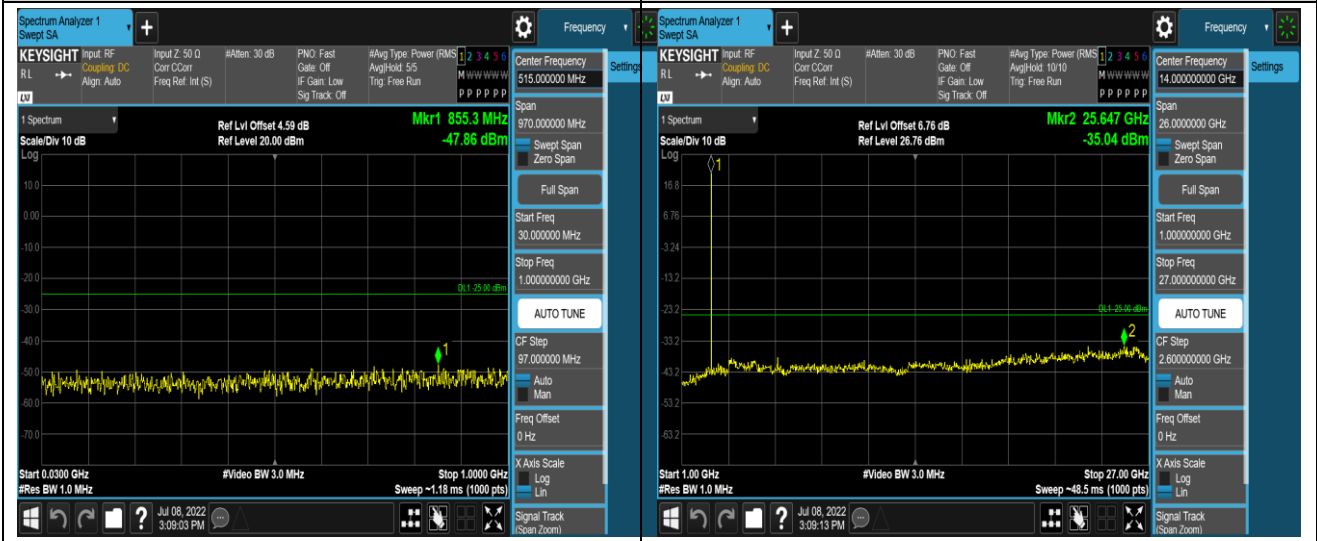 Spectrum Analyzer 1
Swept SA
+
Frequency
KEYSIGHT Input: RF Input Z: 50 Ω #Atten: 30 dB PNO: Fast #Avg Type: Power (RMS 1 2 3 4 5 6
RL Coupling: DC Corr CCorr Gate: Off Avg|Hold: 5/5 M W W W W W
Align: Auto Freq Ref: Int (S) IF Gain: Low Trig: Free Run
Sig Track: Off P P P P P P
LXI
1 Spectrum
Ref Lvl Offset 4.59 dB
Mkr1 855.3 MHz
Scale/Div 10 dB
Ref Level 20.00 dBm
-47.86 dBm
Log
10.0
0.00
-10.0
-20.0
DL1 -25.00 dBm
-30.0
-40.0
1
-50.0
-60.0
-70.0
Start 0.0300 GHz #Video BW 3.0 MHz Stop 1.0000 GHz
#Res BW 1.0 MHz Sweep ~1.18 ms (1000 pts)
?
Jul 08, 2022
3:09:03 PM
Settings
Center Frequency
515.000000 MHz
Span
970.000000 MHz
Swept Span
Zero Span
Full Span
Start Freq
30.000000 MHz
Stop Freq
1.000000000 GHz
AUTO TUNE
CF Step
97.000000 MHz
Auto
Man
Freq Offset
0 Hz
X Axis Scale
Log
Lin
Signal Track
(Span Zoom)
Spectrum Analyzer 1
Swept SA
+
Frequency
KEYSIGHT Input: RF Input Z: 50 Ω #Atten: 30 dB PNO: Fast #Avg Type: Power (RMS 1 2 3 4 5 6
RL Coupling: DC Corr CCorr Gate: Off Avg|Hold: 10/10 M W W W W W
Align: Auto Freq Ref: Int (S) IF Gain: Low Trig: Free Run
Sig Track: Off P P P P P P
LXI
1 Spectrum
Ref Lvl Offset 6.76 dB
Mkr2 25.647 GHz
Scale/Div 10 dB
Ref Level 26.76 dBm
-35.04 dBm
Log
1
16.8
6.76
-3.24
-13.2
-23.2
DL1 -25.00 dBm
-33.2
2
-43.2
-53.2
-63.2
Start 1.00 GHz #Video BW 3.0 MHz Stop 27.00 GHz
#Res BW 1.0 MHz Sweep ~48.5 ms (1000 pts)
?
Jul 08, 2022
3:09:13 PM
Settings
Center Frequency
14.000000000 GHz
Span
26.0000000 GHz
Swept Span
Zero Span
Full Span
Start Freq
1.000000000 GHz
Stop Freq
27.000000000 GHz
AUTO TUNE
CF Step
2.600000000 GHz
Auto
Man
Freq Offset
0 Hz
X Axis Scale
Log
Lin
Signal Track
(Span Zoom)